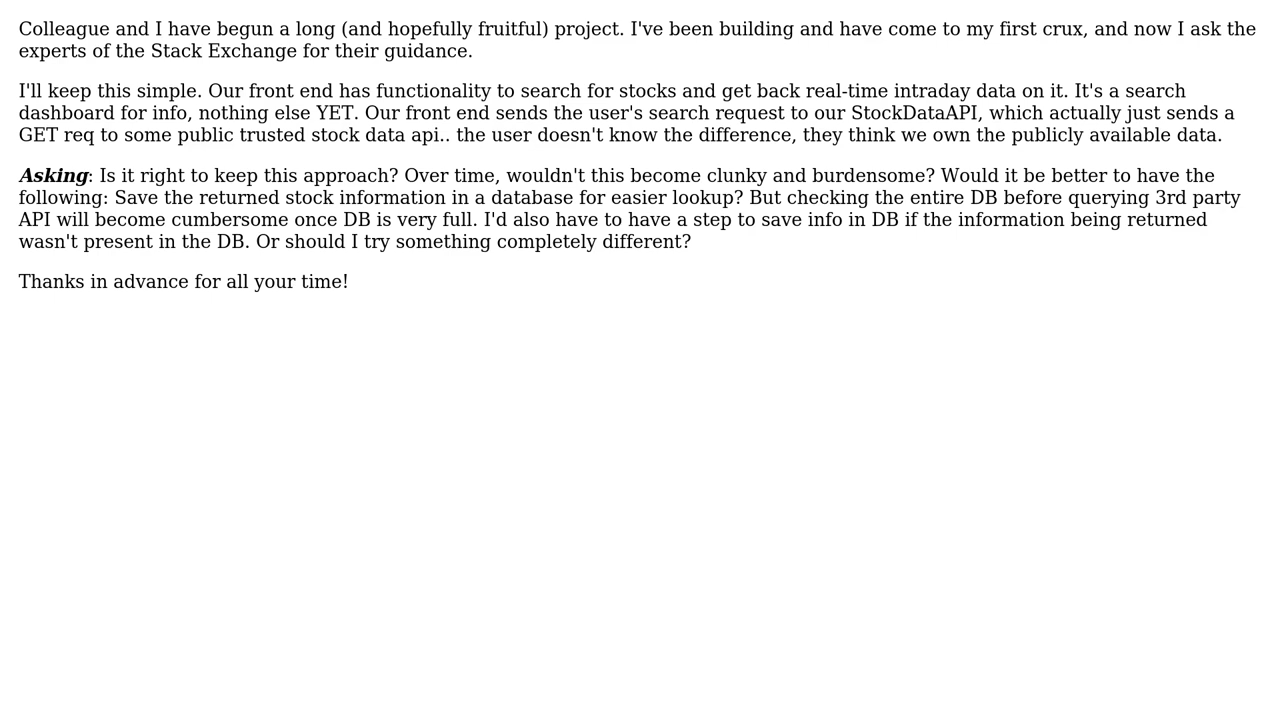 Colleague and I have begun a long (and hopefully fruitful) project. I've been building and have come to my first crux, and now I ask the
experts of the Stack Exchange for their guidance.
I'll keep this simple. Our front end has functionality to search for stocks and get back real-time intraday data on it. It's a search
dashboard for info, nothing else YET. Our front end sends the user's search request to our StockDataAPI, which actually just sends a
GET req to some public trusted stock data api.. the user doesn't know the difference, they think we own the publicly available data.
Asking: Is it right to keep this approach? Over time, wouldn't this become clunky and burdensome? Would it be better to have the
following: Save the returned stock information in a database for easier lookup? But checking the entire DB before querying 3rd party
API will become cumbersome once DB is very full. I'd also have to have a step to save info in DB if the information being returned
wasn't present in the DB. Or should I try something completely different?
Thanks in advance for all your time!